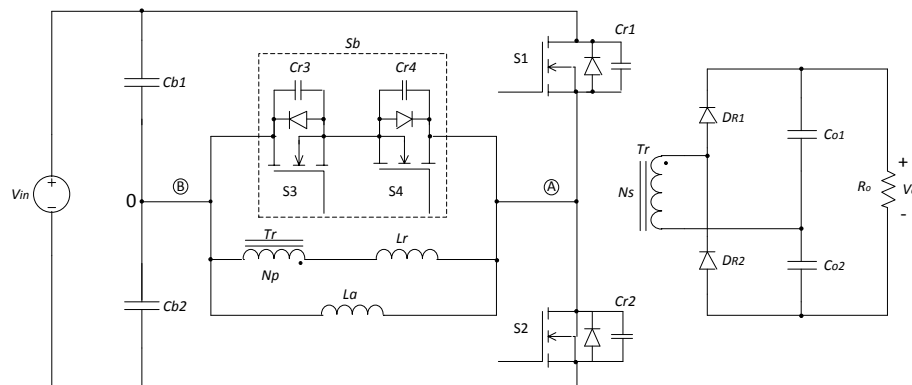 Sb
Cr3
Cr4
S3
S4
Cb1
Cb2
Vin
+
-
0
B
A
Tr
Np
Lr
La
S1
Cr1
S2
Cr2
Tr
Ns
DR1
DR2
Co1
Co2
Ro
+
-